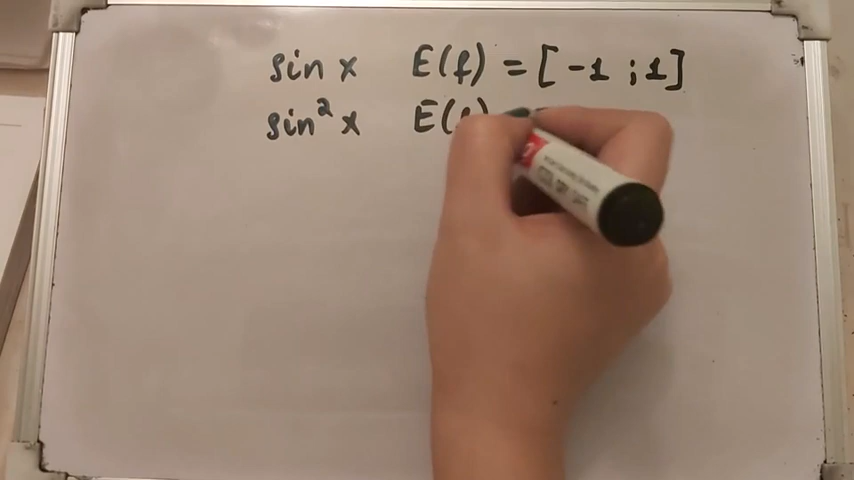 sin x E(f) = [-1 ; 1]
sin² x E(f)